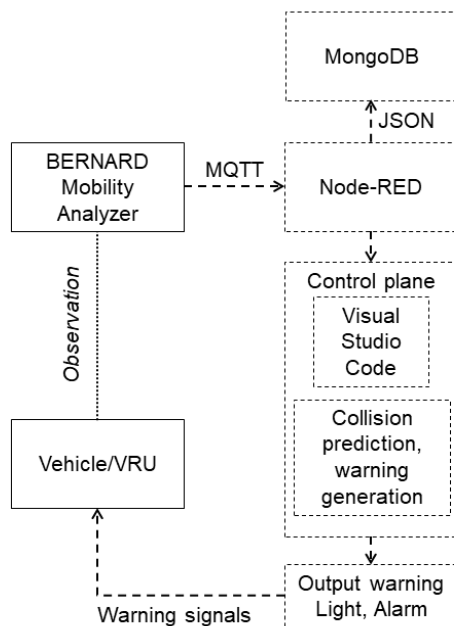 MongoDB
JSON
BERNARD
Mobility
Analyzer
MQTT
Node-RED
Observation
Control plane
Visual
Studio
Code
Vehicle/VRU
Collision
prediction,
warning
generation
Output warning
Light, Alarm
Warning signals